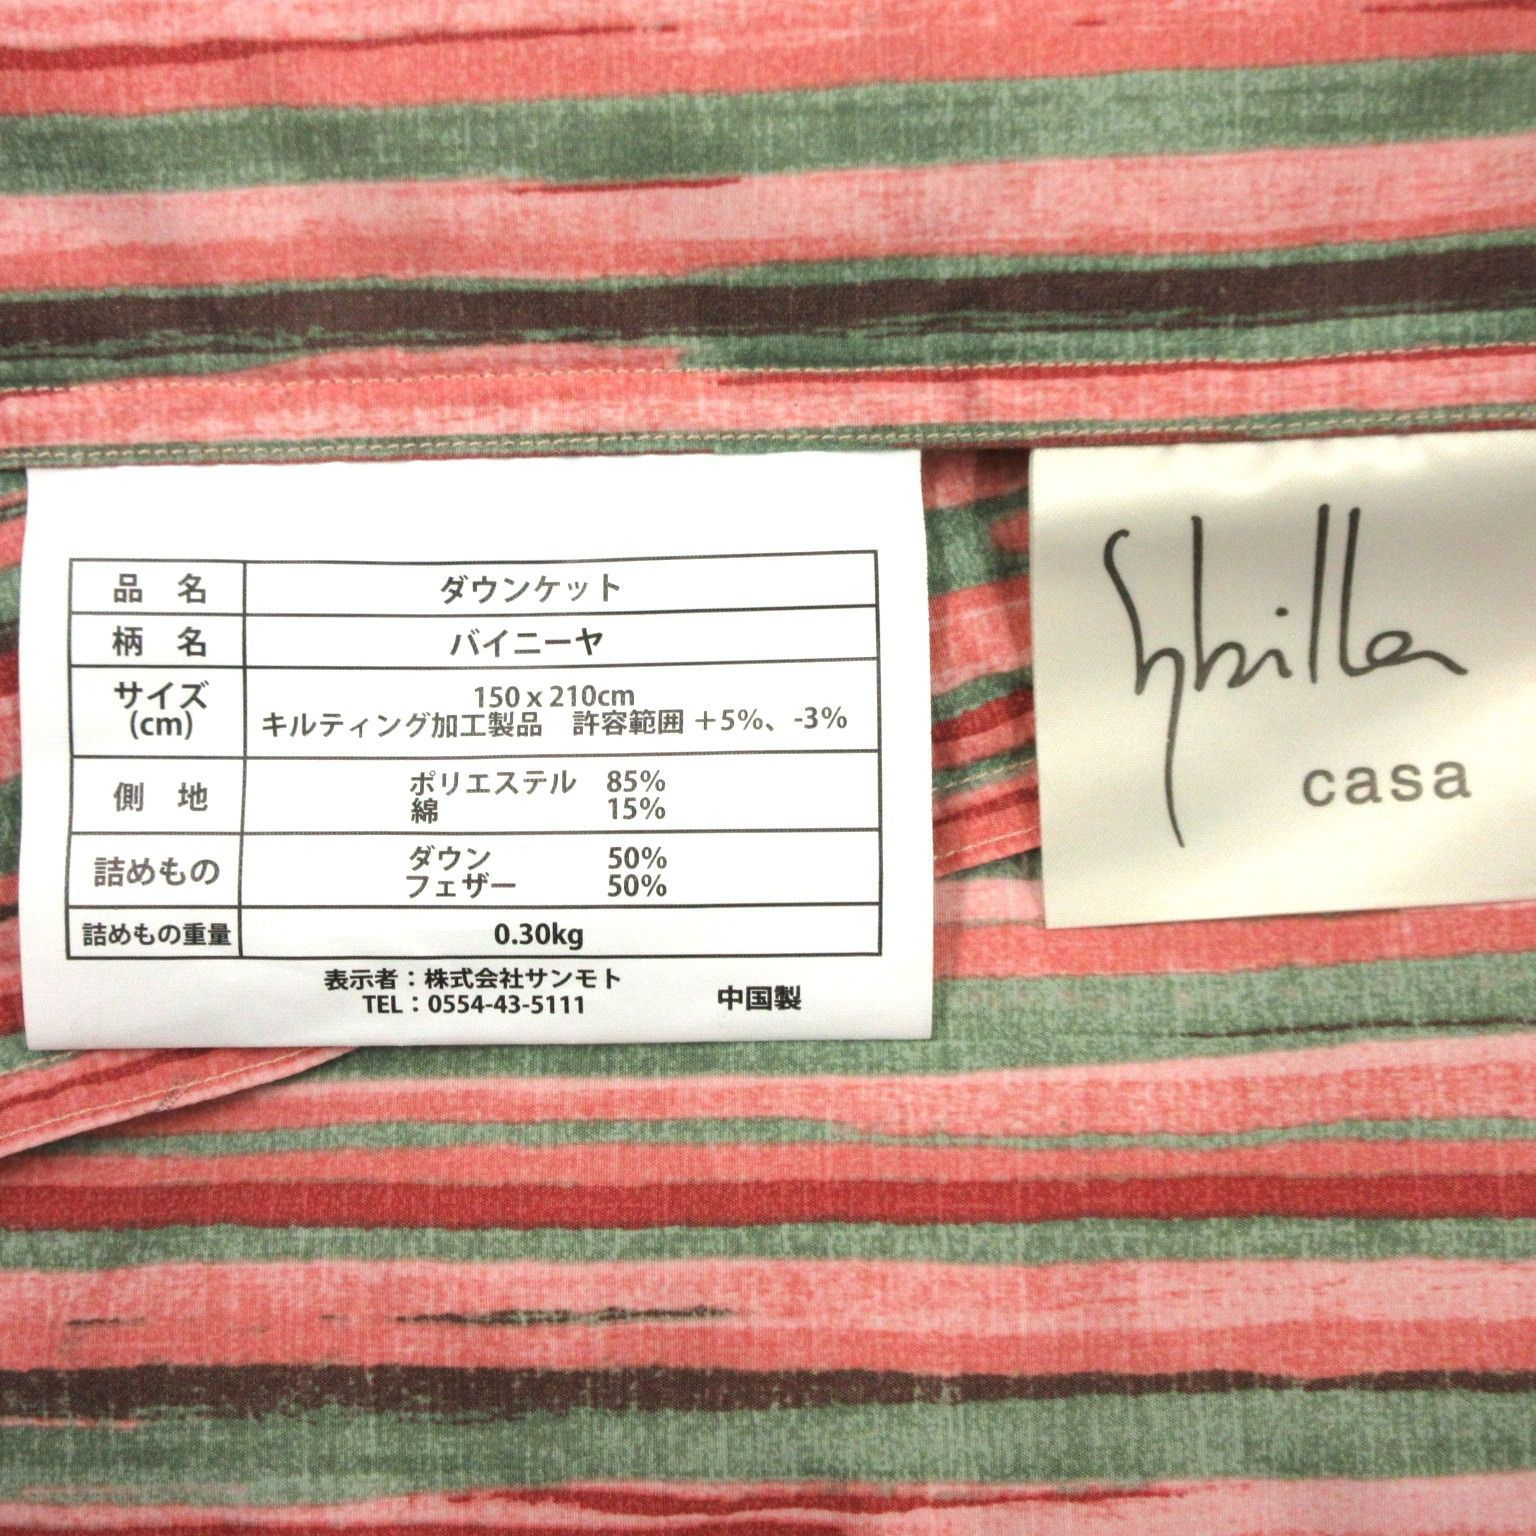 品 名 ダウンケット
柄 名 バイニーヤ
サイズ(cm) 150 x 210cm
キルティング加工製品 許容範囲 +5%、-3%
側 地 ポリエステル 85%
綿 15%
詰めもの ダウン 50%
フェザー 50%
詰めもの重量 0.30kg
表示者：株式会社サンモト
TEL：0554-43-5111 中国製
Sybilla
casa